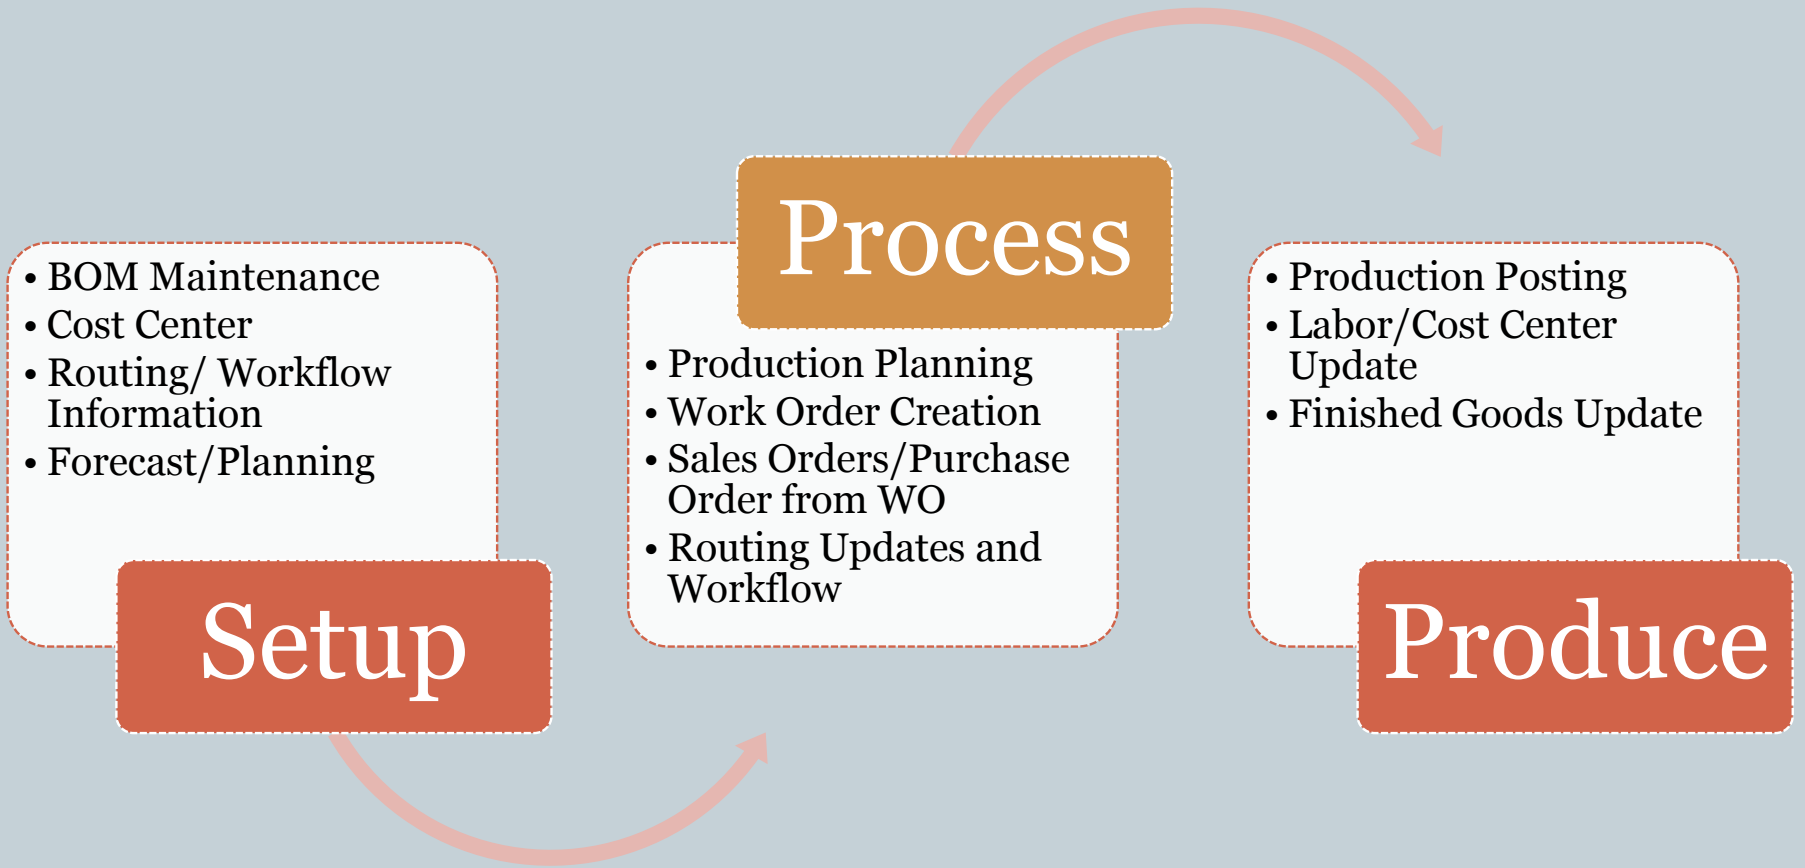 • BOM Maintenance
• Cost Center
• Routing/ Workflow
Information
• Forecast/Planning
Setup
Process
• Production Planning
• Work Order Creation
• Sales Orders/Purchase
Order from WO
• Routing Updates and
Workflow
• Production Posting
• Labor/Cost Center
Update
• Finished Goods Update
Produce